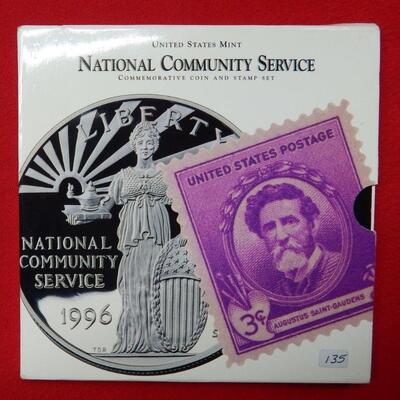 UNITED STATES MINT
NATIONAL COMMUNITY SERVICE
COMMEMORATIVE COIN AND STAMP SET
LIBERTY
NATIONAL
COMMUNITY
SERVICE
1996
TDR
S
UNITED STATES POSTAGE
3¢
AUGUSTUS SAINT-GAUDENS
135